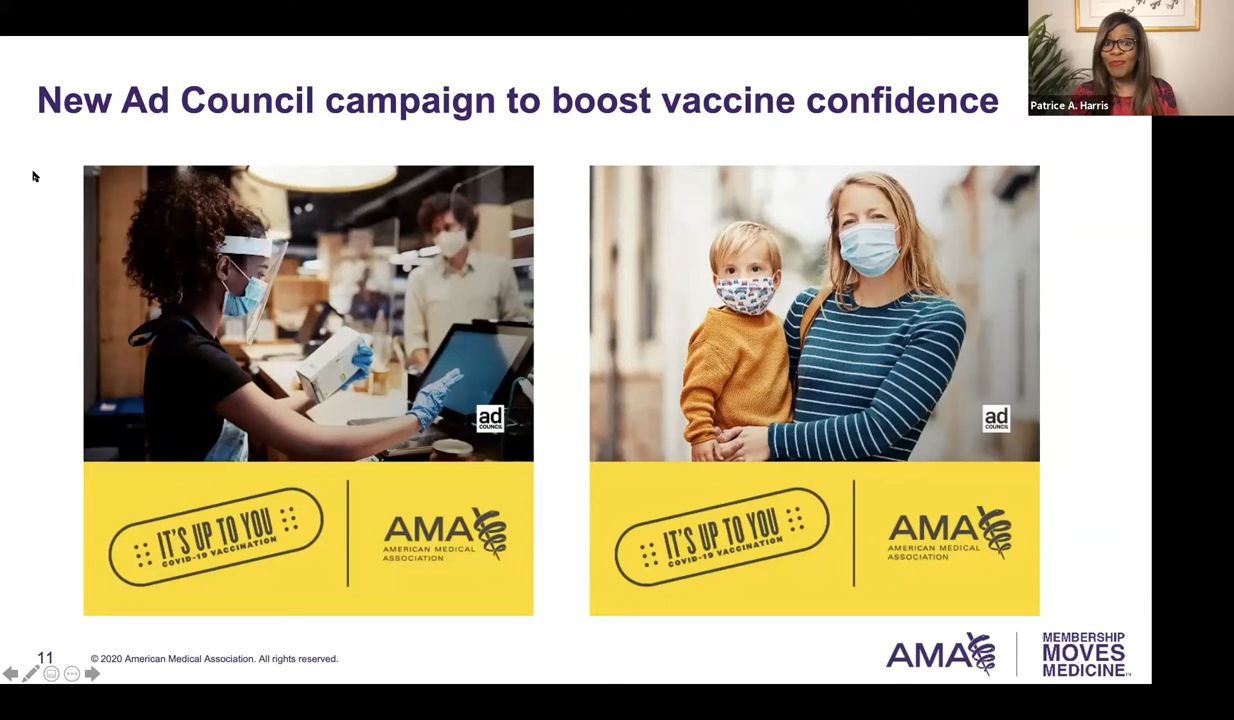 New Ad Council campaign to boost vaccine confidence
Patrice A. Harris
ad
COUNCIL
ad
COUNCIL
IT'S UP TO YOU
COVID-19 VACCINATION
AMA
AMERICAN MEDICAL
ASSOCIATION
IT'S UP TO YOU
COVID-19 VACCINATION
AMA
AMERICAN MEDICAL
ASSOCIATION
11
© 2020 American Medical Association. All rights reserved.
AMA
MEMBERSHIP
MOVES
MEDICINE™